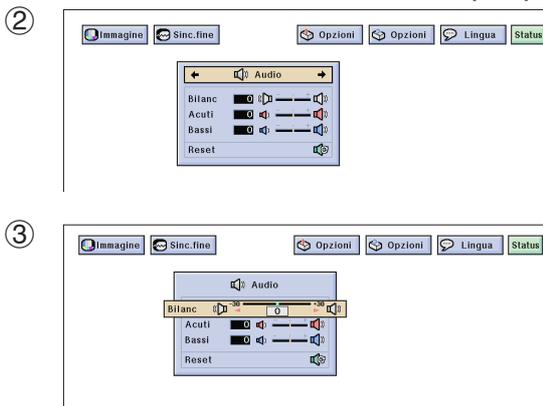 ②
Immagine Sinc.fine Opzioni Opzioni Lingua Status
Audio
Bilanc 0
Acuti 0
Bassi 0
Reset
③
Immagine Sinc.fine Opzioni Opzioni Lingua Status
Audio
Bilanc -30 0 +30
Acuti 0
Bassi 0
Reset